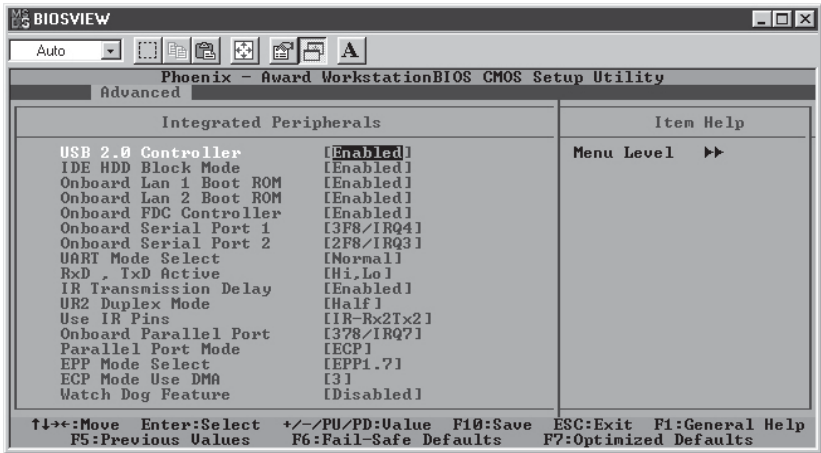 BIOSVIEW
Auto
A
Phoenix - Award WorkstationBIOS CMOS Setup Utility
Advanced
Integrated Peripherals
Item Help
USB 2.0 Controller [Enabled]
Menu Level ▶▶
IDE HDD Block Mode [Enabled]
Onboard Lan 1 Boot ROM [Enabled]
Onboard Lan 2 Boot ROM [Enabled]
Onboard FDC Controller [Enabled]
Onboard Serial Port 1 [3F8/IRQ4]
Onboard Serial Port 2 [2F8/IRQ3]
UART Mode Select [Normal]
RxD , TxD Active [Hi,Lo]
IR Transmission Delay [Enabled]
UR2 Duplex Mode [Half]
Use IR Pins [IR-Rx2Tx2]
Onboard Parallel Port [378/IRQ7]
Parallel Port Mode [ECP]
EPP Mode Select [EPP1.7]
ECP Mode Use DMA [3]
Watch Dog Feature [Disabled]
↑↓→←:Move Enter:Select +/-/PU/PD:Value F10:Save ESC:Exit F1:General Help
F5:Previous Values F6:Fail-Safe Defaults F7:Optimized Defaults